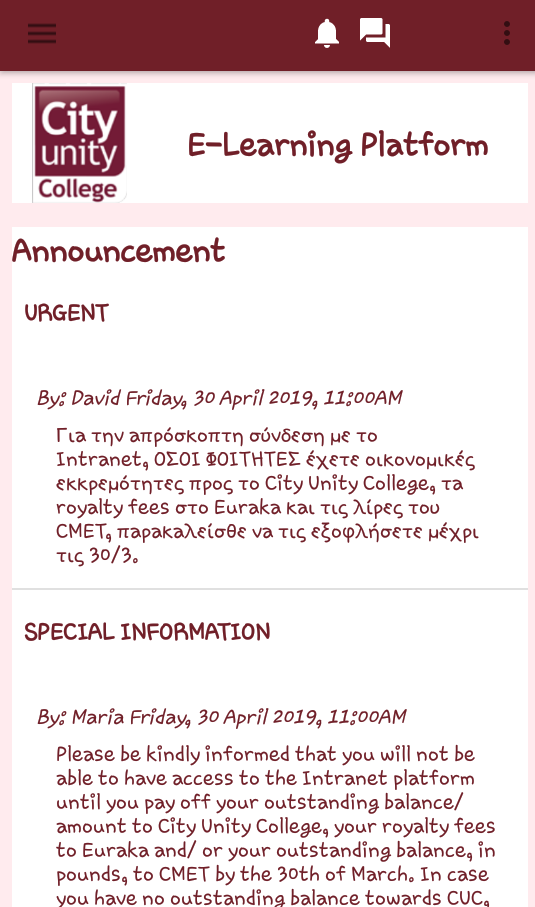 City
unity
College
E-Learning Platform
Announcement
URGENT
By: David Friday, 30 April 2019, 11:00AM
Για την απρόσκοπτη σύνδεση με το
Intranet, ΟΣΟΙ ΦΟΙΤΗΤΕΣ έχετε οικονομικές
εκκρεμότητες προς το City Unity College, τα
royalty fees στο Euraka και τις λίρες του
CMET, παρακαλείσθε να τις εξοφλήσετε μέχρι
τις 30/3.
SPECIAL INFORMATION
By: Maria Friday, 30 April 2019, 11:00AM
Please be kindly informed that you will not be
able to have access to the Intranet platform
until you pay off your outstanding balance/
amount to City Unity College, your royalty fees
to Euraka and/ or your outstanding balance, in
pounds, to CMET by the 30th of March. In case
you have no outstanding balance towards CUC,